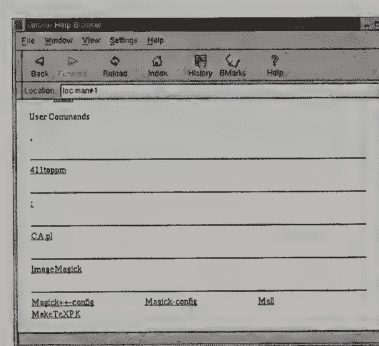 Gnome Help Browser
File Window View Settings Help
Back Forward Reload Index History BMarks Help
Location: toc:man#1
User Commands
.
411toppm
:
CA.pl
ImageMagick
Magick++-config Magick-config Mail
MakeTeXPK